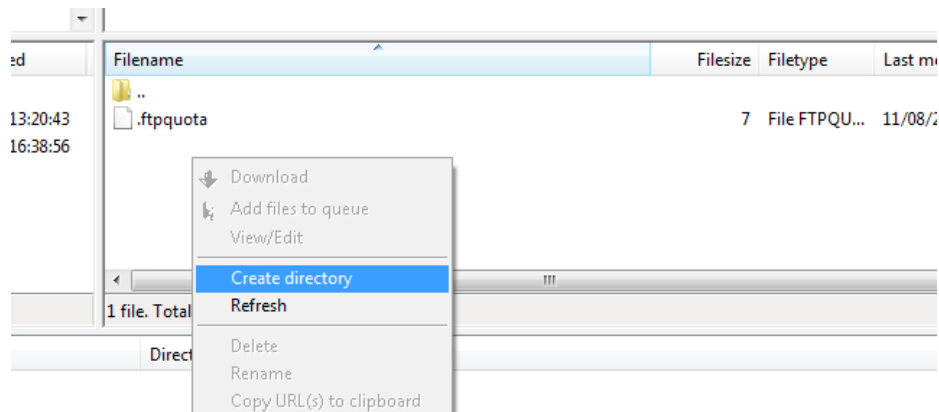 ed Filename Filesize Filetype Last mo
..
13:20:43 .ftpquota 7 File FTPQU... 11/08/2
16:38:56
Download
Add files to queue
View/Edit
Create directory
1 file. Total Refresh
Delete
Direct
Rename
Copy URL(s) to clipboard